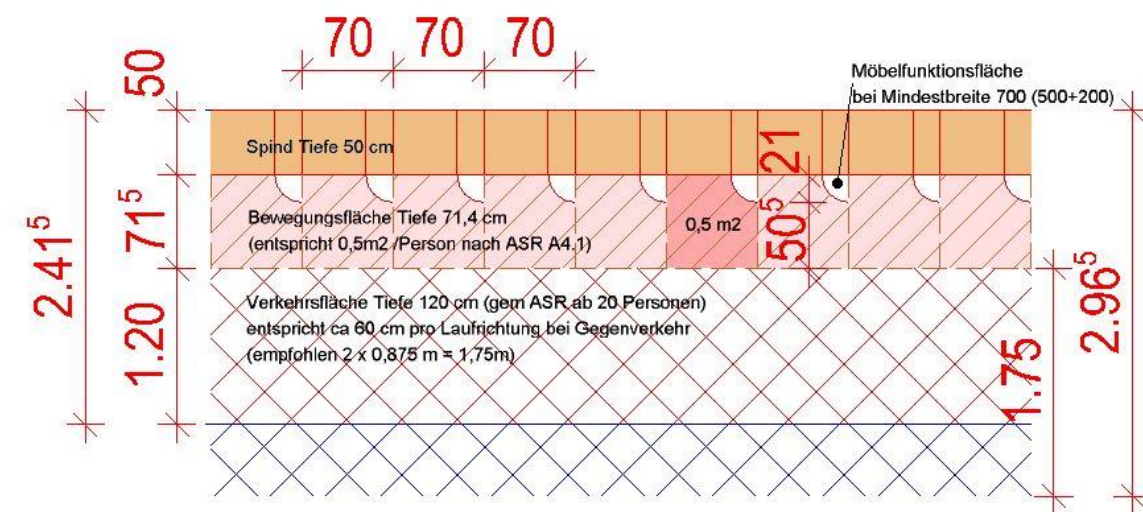 70 70 70
50
Möbelfunktionsfläche
bei Mindestbreite 700 (500+200)
Spind Tiefe 50 cm
21
71⁵
Bewegungsfläche Tiefe 71,4 cm
(entspricht 0,5m2 /Person nach ASR A4.1)
0,5 m2
50⁵
2.41⁵
1.20
Verkehrsfläche Tiefe 120 cm (gem ASR ab 20 Personen)
entspricht ca 60 cm pro Laufrichtung bei Gegenverkehr
(empfohlen 2 x 0,875 m = 1,75m)
1.75
2.96⁵